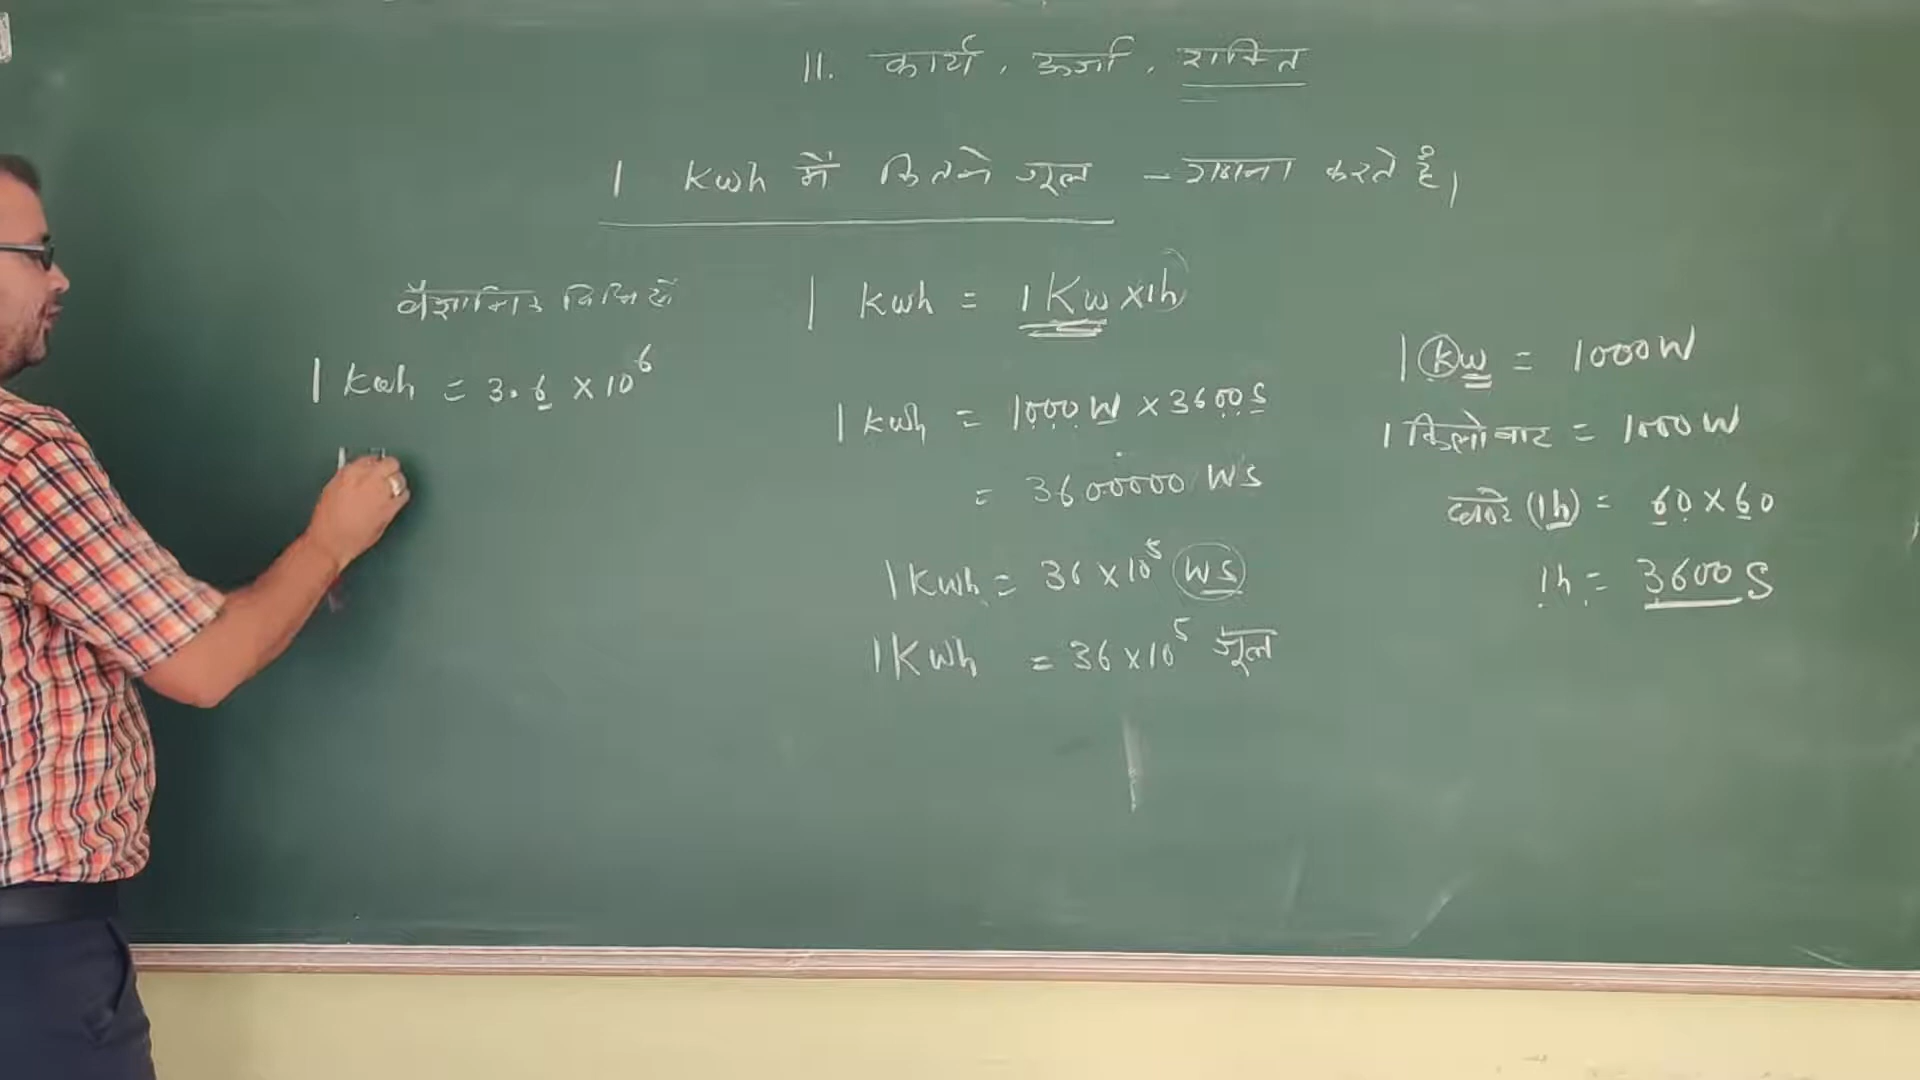 11. कार्य, ऊर्जा, शक्ति
1 kwh में कितने जूल - गणना करते हैं।
1 kwh = 1 Kw x1h
1 kwh = 1000 W x 3600S
= 3600000 WS
1 kwh = 36 x 10⁵ WS
1 KWh = 36 x 10⁵ जूल
1 kwh = 3.6 x 10⁶
1 kw = 1000 W
1 किलोवाट = 1000 W
(1h) = 60 X 60
1h = 3600 S